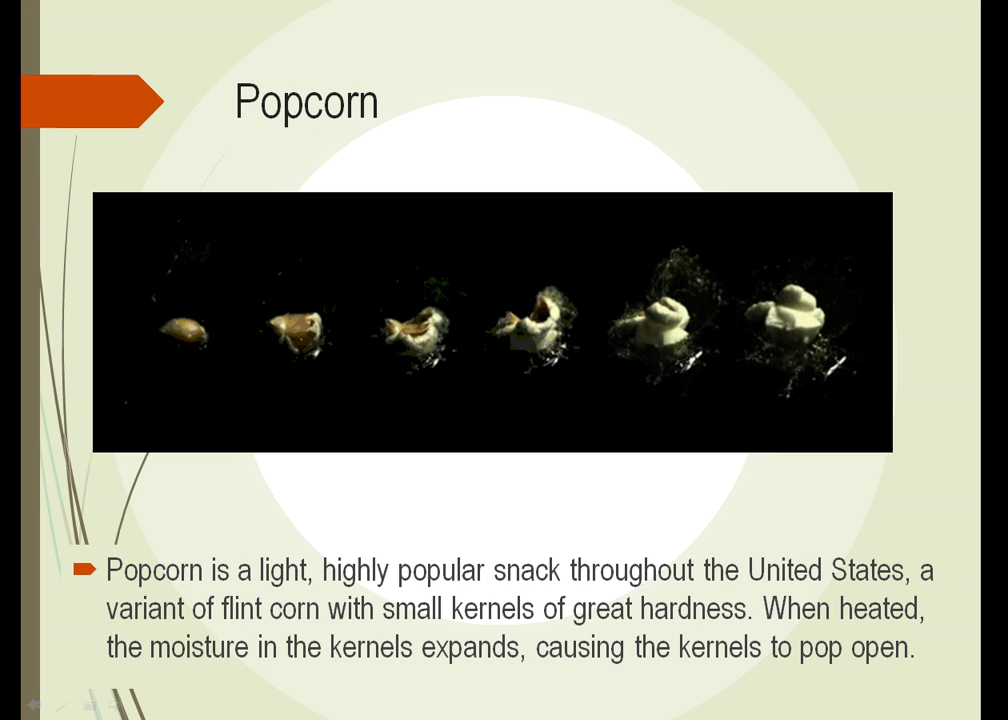 Popcorn
Popcorn is a light, highly popular snack throughout the United States, a
variant of flint corn with small kernels of great hardness. When heated,
the moisture in the kernels expands, causing the kernels to pop open.